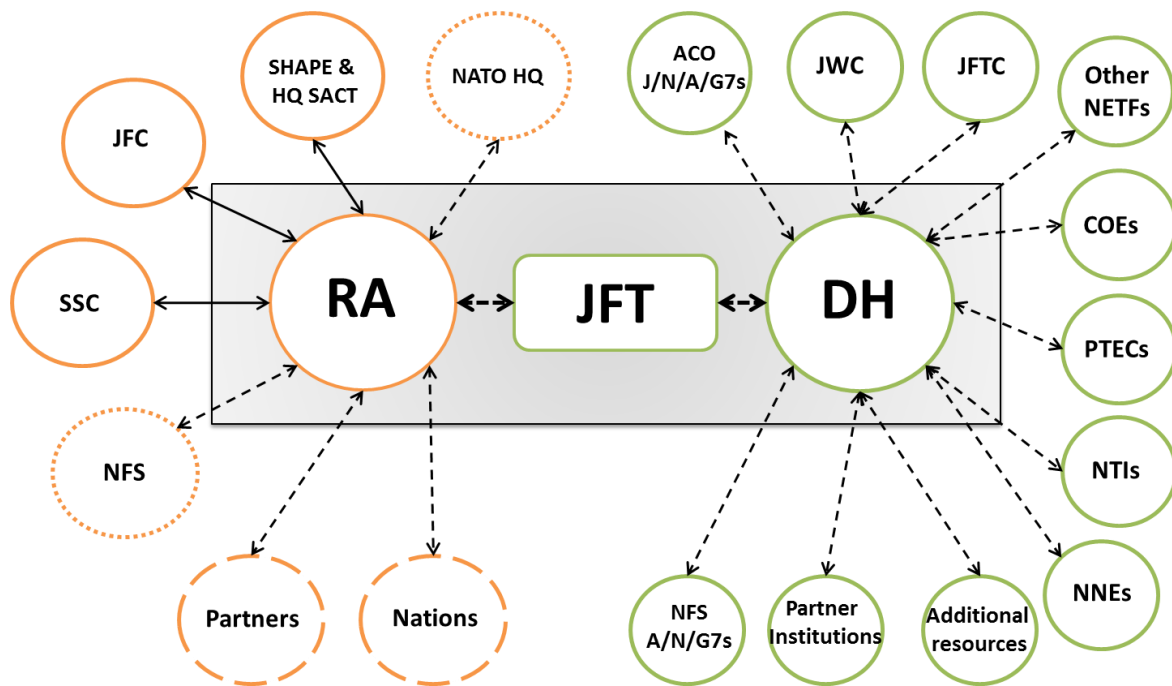 SHAPE &
HQ SACT
NATO HQ
JFC
SSC
NFS
Partners
Nations
RA
JFT
DH
ACO
J/N/A/G7s
JWC
JFTC
Other
NETFs
COEs
PTECs
NTIs
NNEs
Additional
resources
Partner
Institutions
NFS
A/N/G7s